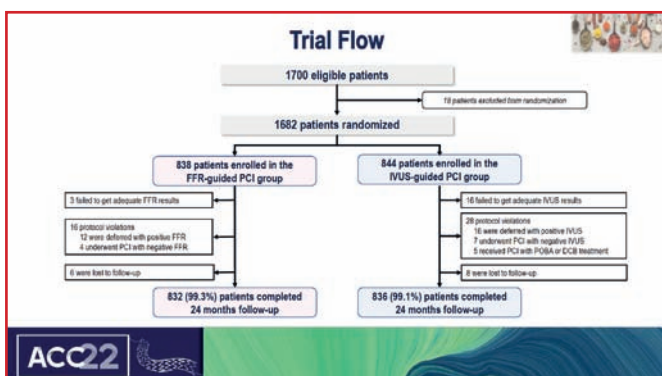 Trial Flow
1700 eligible patients
18 patients excluded from randomization
1682 patients randomized
838 patients enrolled in the
FFR-guided PCI group
844 patients enrolled in the
IVUS-guided PCI group
3 failed to get adequate FFR results
16 failed to get adequate IVUS results
16 protocol violations
12 were deferred with positive FFR
4 underwent PCI with negative FFR
28 protocol violations
16 were deferred with positive IVUS
7 underwent PCI with negative IVUS
5 received PCI with POBA or DCB treatment
6 were lost to follow-up
8 were lost to follow-up
832 (99.3%) patients completed
24 months follow-up
836 (99.1%) patients completed
24 months follow-up
ACC22